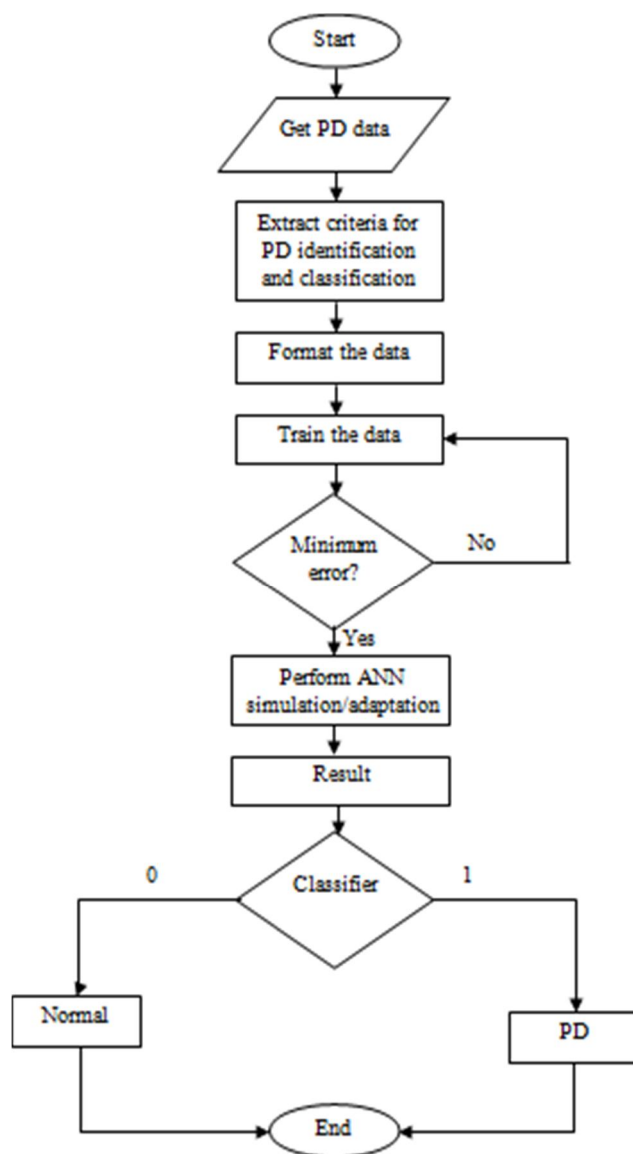 Start
Get PD data
Extract criteria for
PD identification
and classification
Format the data
Train the data
Minimum
error?
No
Yes
Perform ANN
simulation/adaptation
Result
0
Classifier
1
Normal
PD
End